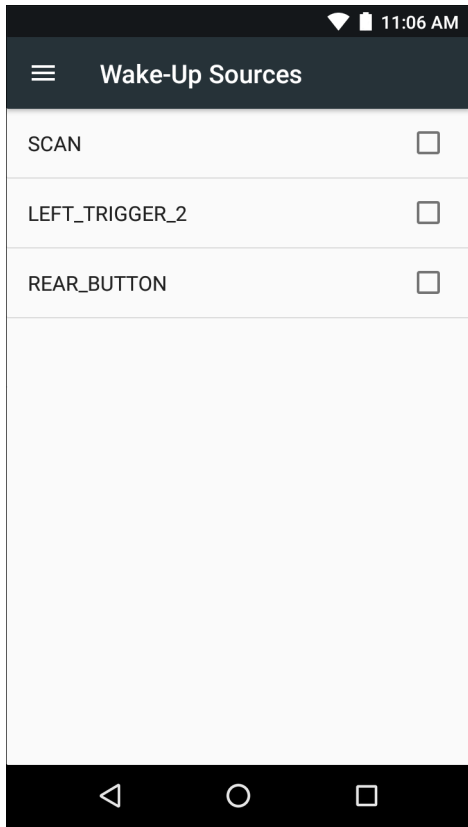 11:06 AM
Wake-Up Sources
SCAN
LEFT_TRIGGER_2
REAR_BUTTON